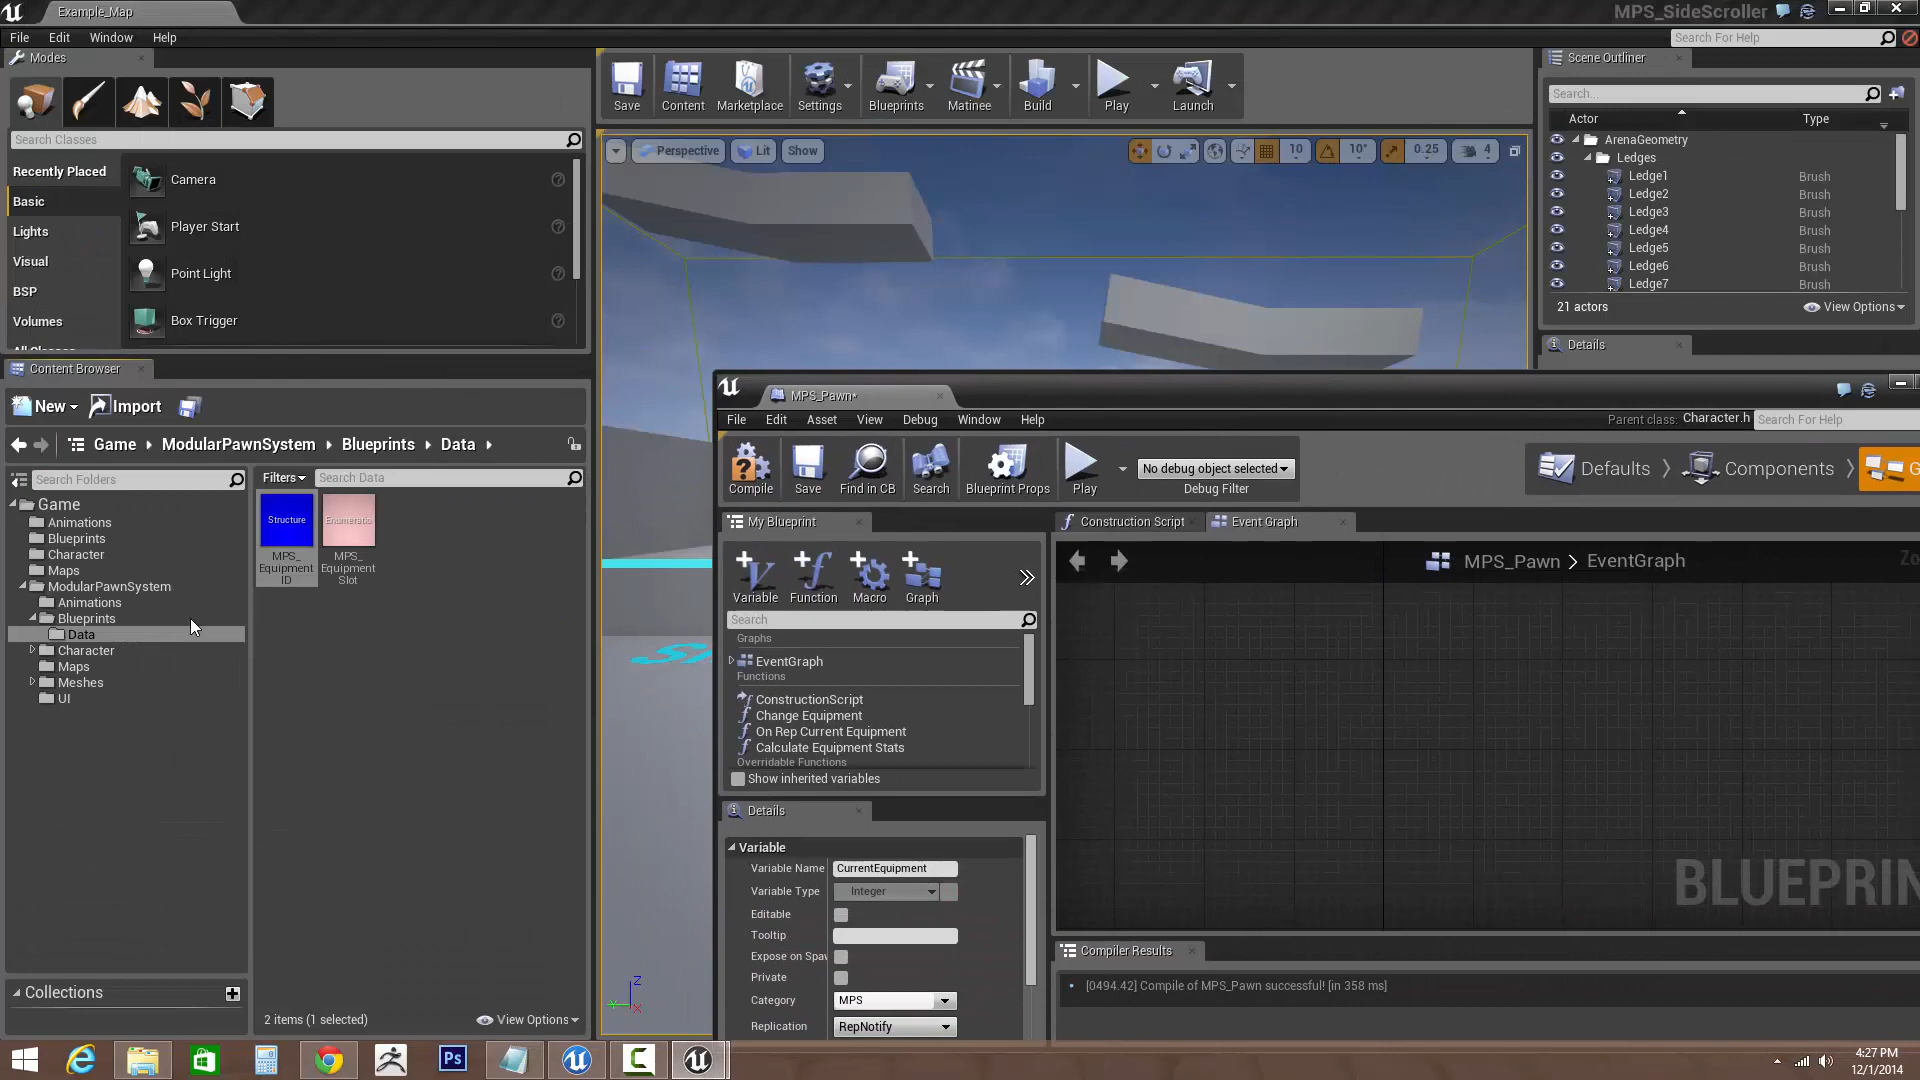 Example_Map
MPS_SideScroller
File Edit Window Help
Search For Help
Modes
Search Classes
Recently Placed
Basic
Lights
Visual
BSP
Volumes
All Classes
Camera
Player Start
Point Light
Box Trigger
Save Content Marketplace Settings Blueprints Matinee Build Play Launch
Perspective Lit Show
10 10° 0.25 4
Scene Outliner
Search...
Actor Type
ArenaGeometry
Ledges
Ledge1 Brush
Ledge2 Brush
Ledge3 Brush
Ledge4 Brush
Ledge5 Brush
Ledge6 Brush
Ledge7 Brush
21 actors View Options
Details
Content Browser
New Import
Game ModularPawnSystem Blueprints Data
Search Folders
Filters Search Data
Game
Animations
Blueprints
Character
Maps
ModularPawnSystem
Animations
Blueprints
Data
Character
Maps
Meshes
UI
Structure
MPS_
Equipment
ID
Enumeratio
MPS_
Equipment
Slot
Collections
2 items (1 selected) View Options
MPS_Pawn*
File Edit Asset View Debug Window Help
Parent class: Character.h Search For Help
Compile Save Find in CB Search Blueprint Props Play
No debug object selected
Debug Filter
Defaults Components G
My Blueprint
Variable Function Macro Graph
Search
Graphs
EventGraph
Functions
ConstructionScript
Change Equipment
On Rep Current Equipment
Calculate Equipment Stats
Overridable Functions
Show inherited variables
Details
Variable
Variable Name CurrentEquipment
Variable Type Integer
Editable
Tooltip
Expose on Spaw
Private
Category MPS
Replication RepNotify
Construction Script Event Graph
MPS_Pawn > EventGraph
Zo
BLUEPRIN
Compiler Results
[0494.42] Compile of MPS_Pawn successful! [in 358 ms]
Z
Y
X
Ps
4:27 PM
12/1/2014